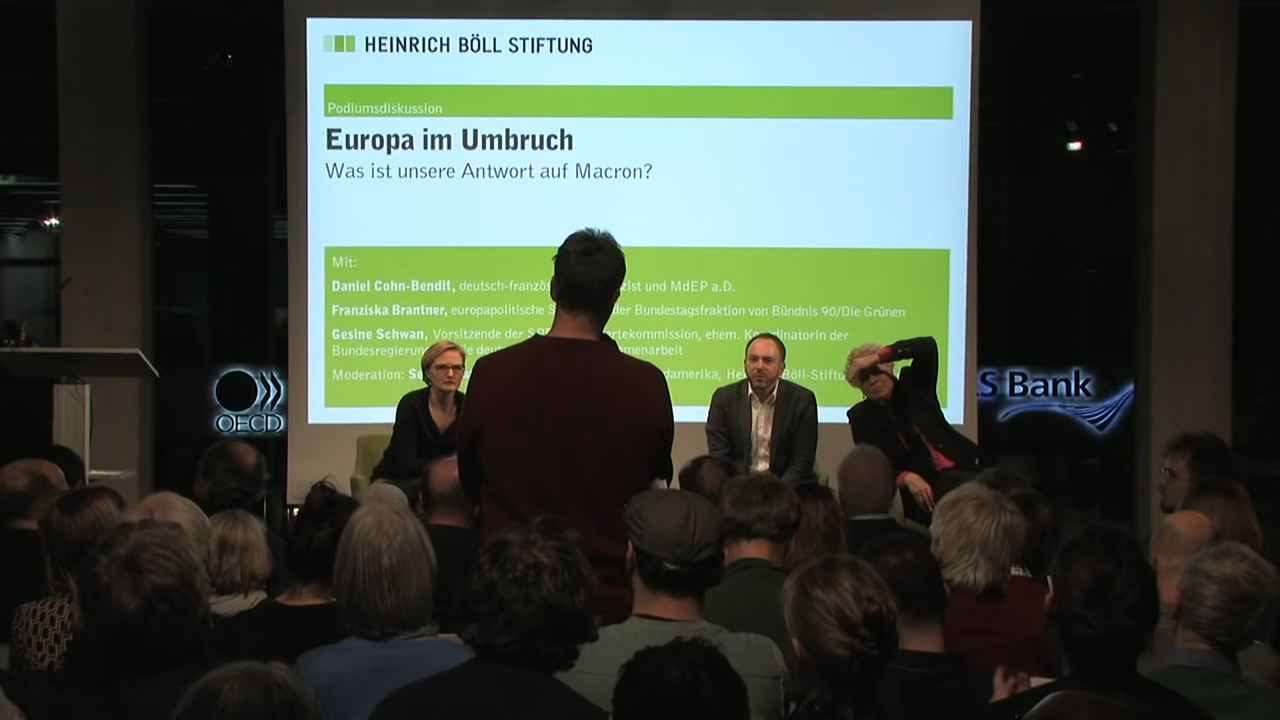 HEINRICH BÖLL STIFTUNG
Podiumsdiskussion
Europa im Umbruch
Was ist unsere Antwort auf Macron?
Mit:
Daniel Cohn-Bendit, deutsch-französ zist und MdEP a.D.
Franziska Brantner, europapolitische S der Bundestagsfraktion von Bündnis 90/Die Grünen
Gesine Schwan, Vorsitzende der SP rtekommission, ehem. Koordinatorin der
Bundesregierun menarbeit
Moderation: damerika, He Böll-Stiftu
OECD
S Bank